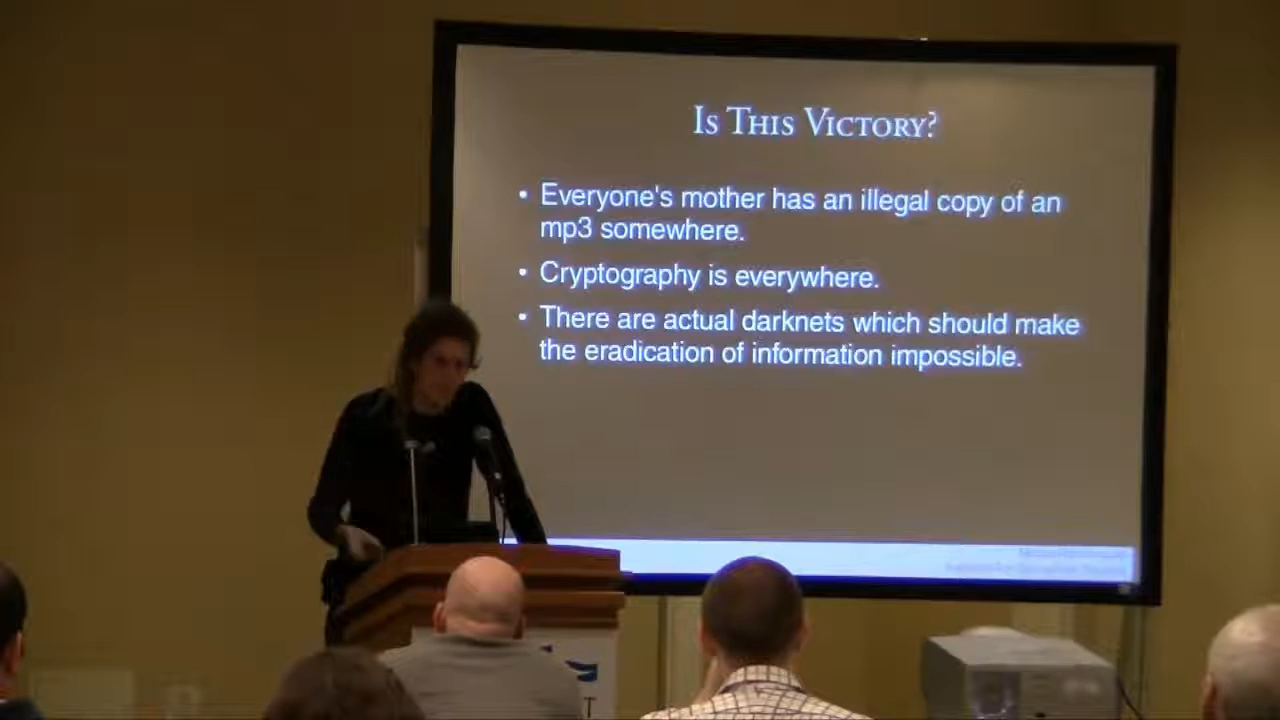 Is This Victory?
• Everyone's mother has an illegal copy of an
mp3 somewhere.
• Cryptography is everywhere.
• There are actual darknets which should make
the eradication of information impossible.